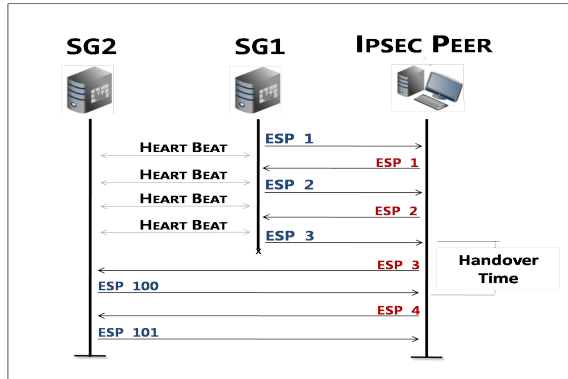 SG2 SG1 IPSEC PEER
ESP 1
HEART BEAT
ESP 1
HEART BEAT
ESP 2
HEART BEAT
ESP 2
HEART BEAT
ESP 3
Handover
Time
ESP 3
ESP 100
ESP 4
ESP 101